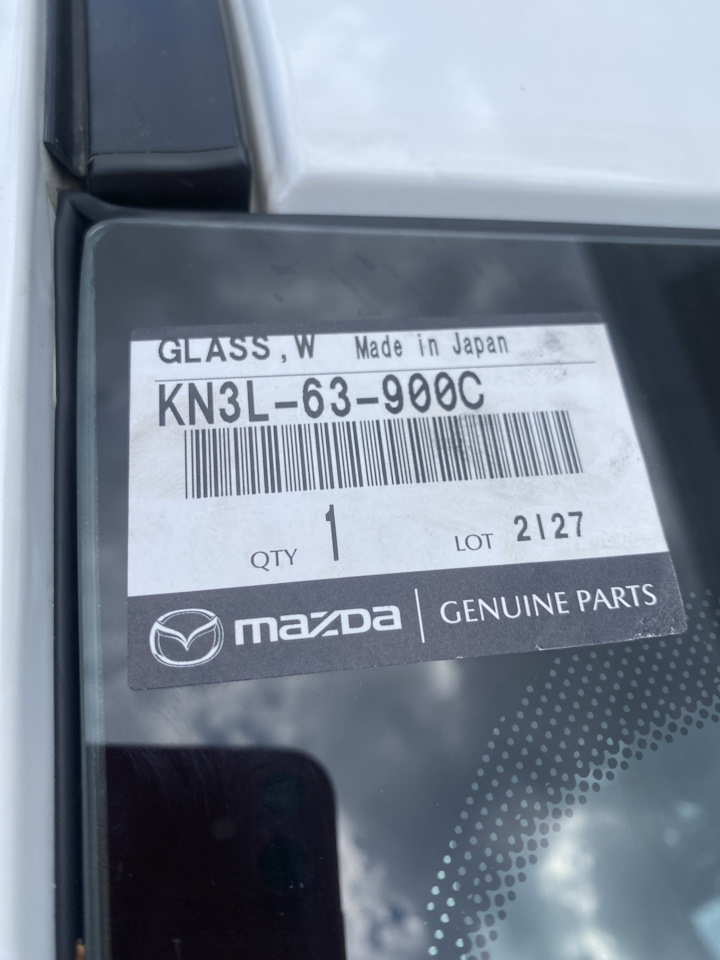 GLASS,W Made in Japan
KN3L-63-900C
QTY 1 LOT 2127
mazda GENUINE PARTS